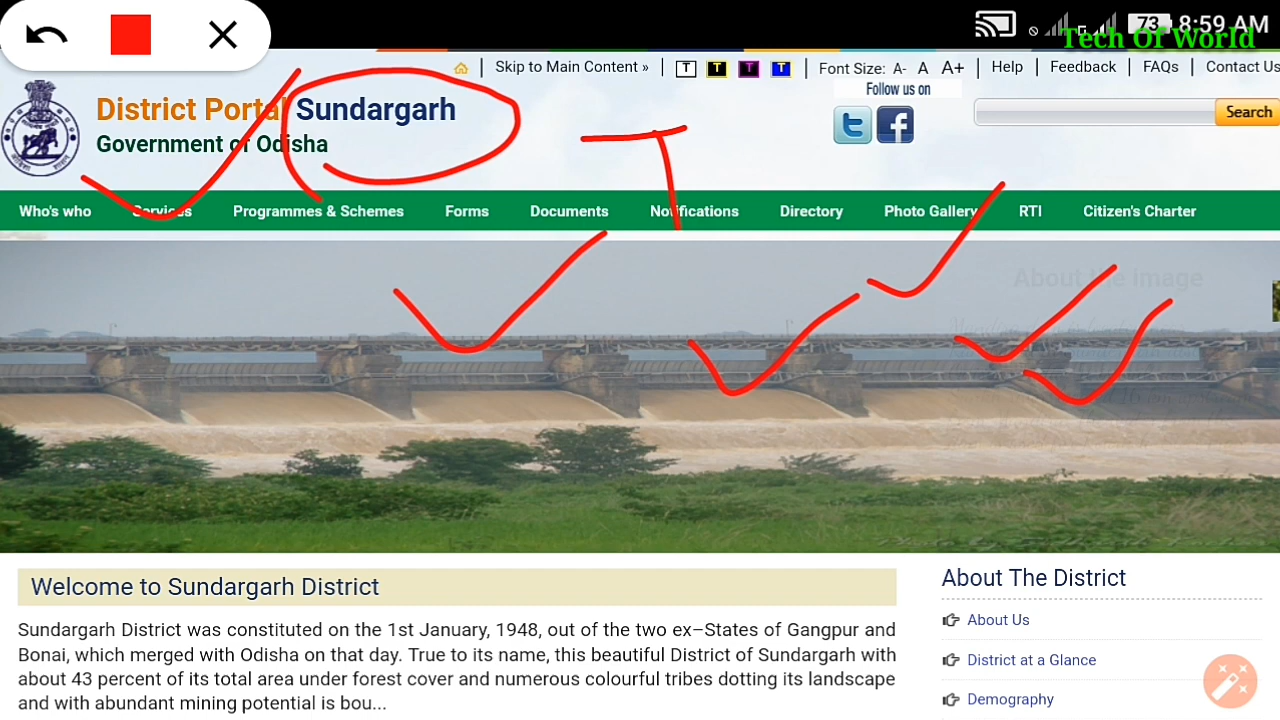 73 8:59 AM
Tech Of World
Skip to Main Content » T T T T Font Size: A- A A+ Help Feedback FAQs Contact Us
Follow us on
District Portal Sundargarh
Government of Odisha
Search
Who's who Services Programmes & Schemes Forms Documents Notifications Directory Photo Gallery RTI Citizen's Charter
About the Image
Welcome to Sundargarh District
Sundargarh District was constituted on the 1st January, 1948, out of the two ex–States of Gangpur and
Bonai, which merged with Odisha on that day. True to its name, this beautiful District of Sundargarh with
about 43 percent of its total area under forest cover and numerous colourful tribes dotting its landscape
and with abundant mining potential is bou...
About The District
About Us
District at a Glance
Demography